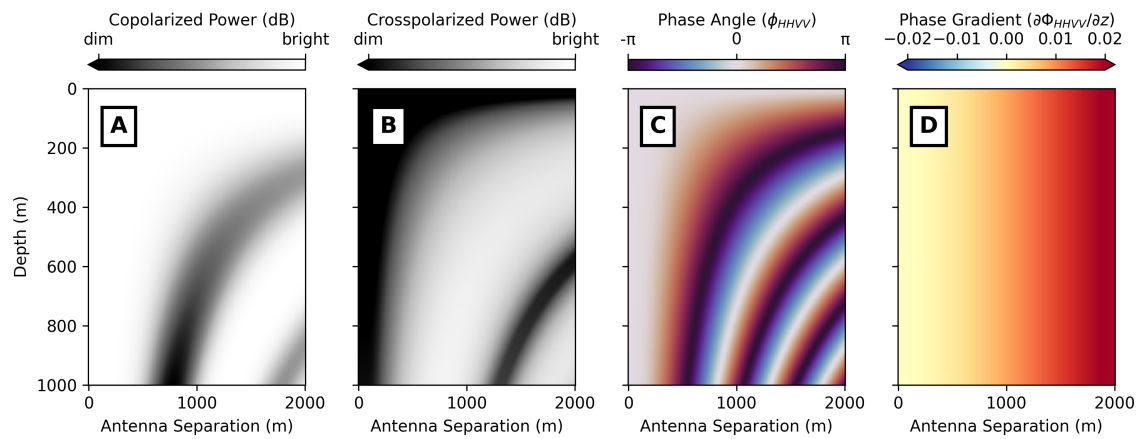 Copolarized Power (dB)
dim bright
Crosspolarized Power (dB)
dim bright
Phase Angle (ϕHHVV)
-π 0 π
Phase Gradient (∂ΦHHVV/∂z)
−0.02 −0.01 0.00 0.01 0.02
A
B
C
D
Depth (m)
0
200
400
600
800
1000
0 1000 2000
Antenna Separation (m)
0 1000 2000
Antenna Separation (m)
0 1000 2000
Antenna Separation (m)
0 1000 2000
Antenna Separation (m)